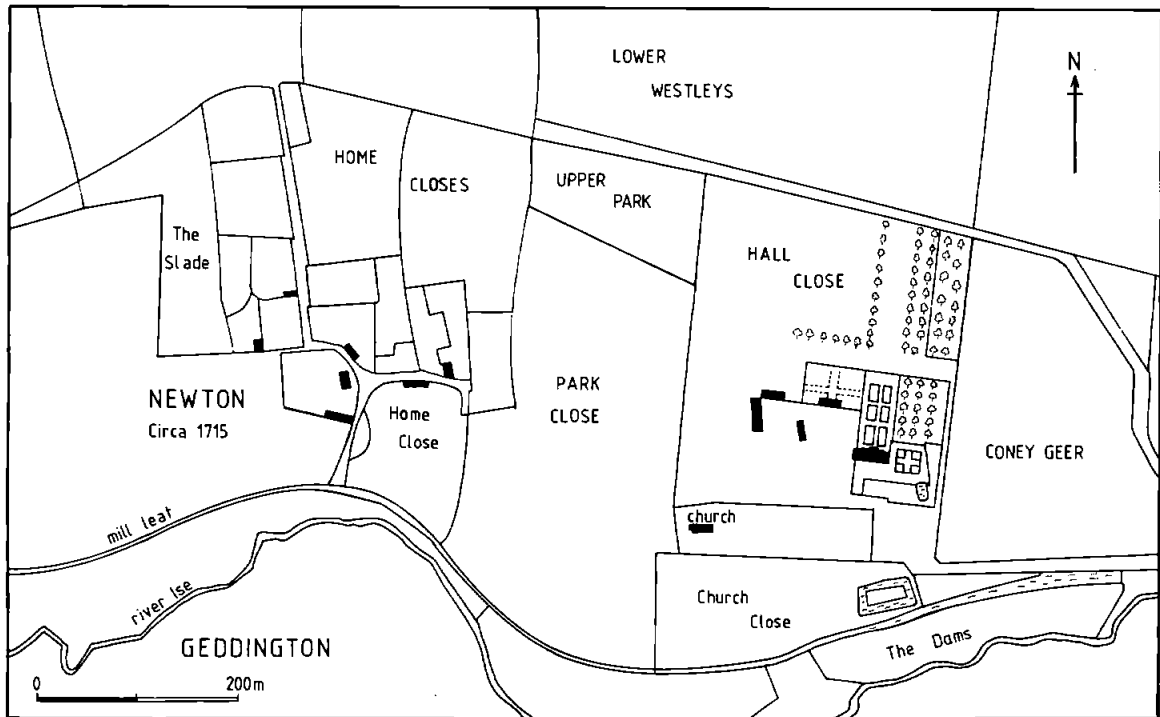 LOWER
WESTLEYS
N
HOME
CLOSES
UPPER
PARK
The
Slade
HALL
CLOSE
NEWTON
Circa 1715
Home
Close
PARK
CLOSE
CONEY GEER
church
mill leat
river Ise
Church
Close
The Dams
GEDDINGTON
0 200m